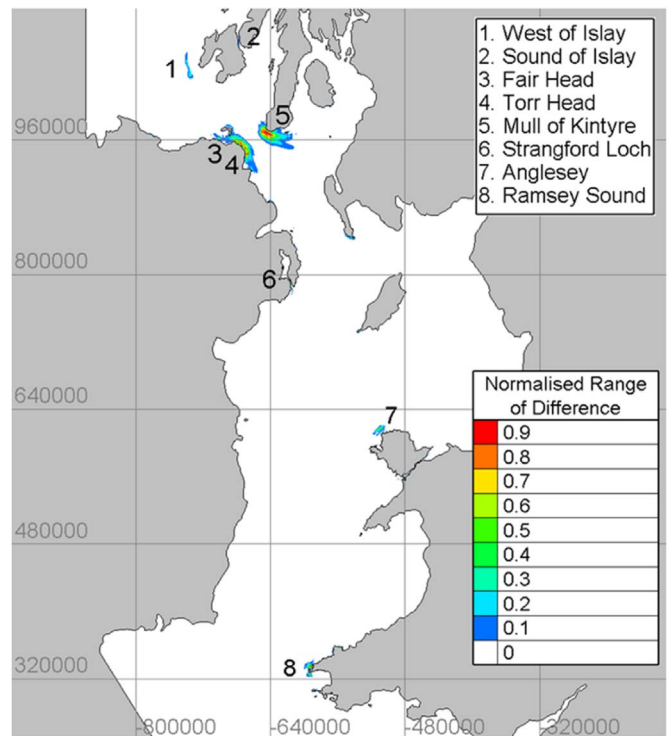 1. West of Islay
2. Sound of Islay
3. Fair Head
4. Torr Head
5. Mull of Kintyre
6. Strangford Loch
7. Anglesey
8. Ramsey Sound
2
1
5
960000
3
4
800000
6
640000
7
Normalised Range
of Difference
0.9
0.8
0.7
0.6
0.5
0.4
0.3
0.2
0.1
0
480000
8
320000
-800000
-640000
-480000
-320000